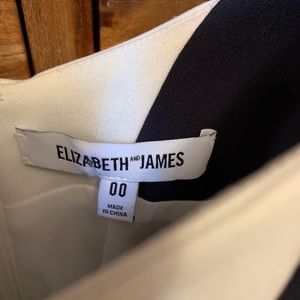 ELIZABETH AND JAMES
00
MADE
IN CHINA